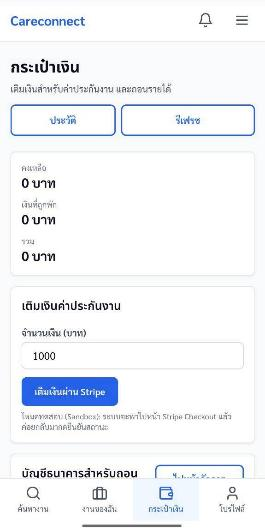 Careconnect
กระเป๋าเงิน
เติมเงินสำหรับค่าประกันงาน และถอนรายได้
ประวัติ
รีเฟรช
คงเหลือ
0 บาท
เงินที่ถูกพัก
0 บาท
รวม
0 บาท
เติมเงินค่าประกันงาน
จำนวนเงิน (บาท)
1000
เติมเงินผ่าน Stripe
โหมดทดสอบ (Sandbox): ระบบจะพาไปหน้า Stripe Checkout แล้ว
ค่อยกลับมากดยืนยันสถานะ
บัญชีธนาคารสำหรับถอน
ค้นหางาน
งานของฉัน
กระเป๋าเงิน
โปรไฟล์